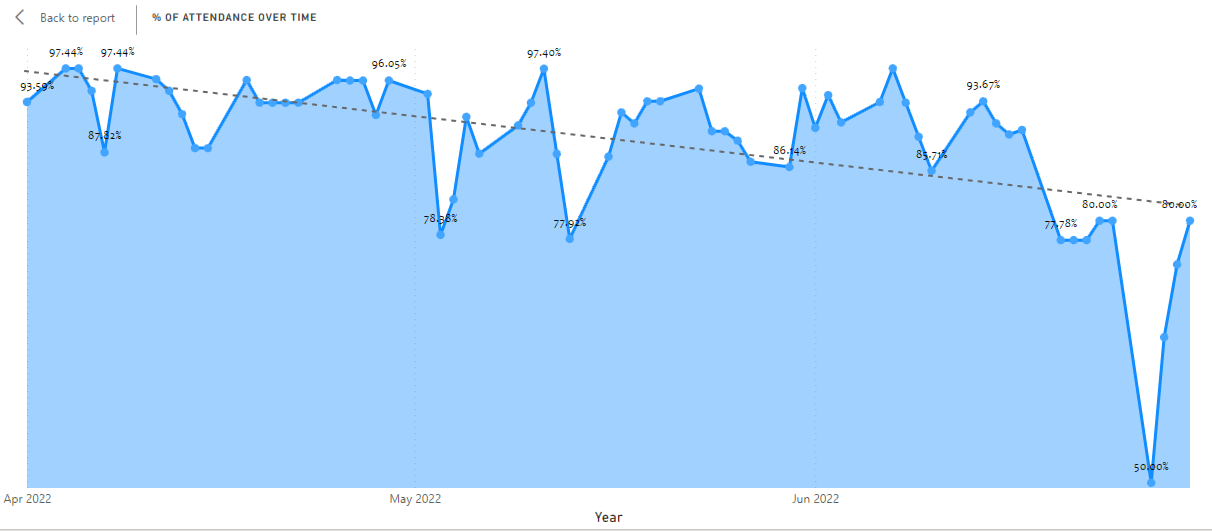 Back to report
% OF ATTENDANCE OVER TIME
97.44%
97.44%
97.40%
96.05%
93.59%
93.67%
87.82%
86.14%
85.71%
80.00%
80.00%
78.38%
77.92%
77.78%
50.00%
Apr 2022
May 2022
Jun 2022
Year